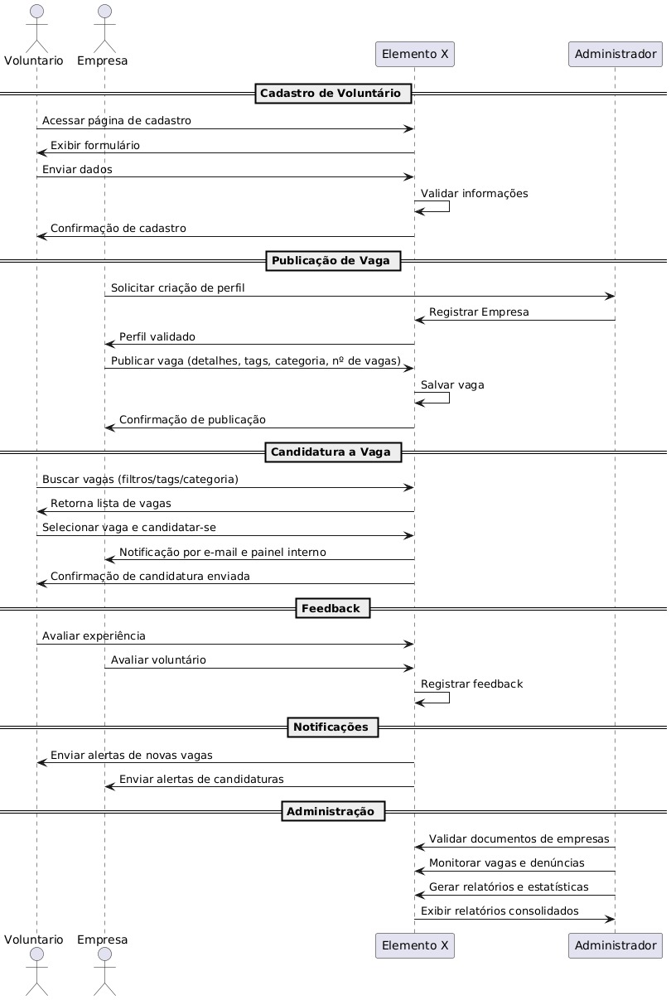 Voluntario
Empresa
Elemento X
Administrador
Cadastro de Voluntário
Acessar página de cadastro
Exibir formulário
Enviar dados
Validar informações
Confirmação de cadastro
Publicação de Vaga
Solicitar criação de perfil
Registrar Empresa
Perfil validado
Publicar vaga (detalhes, tags, categoria, nº de vagas)
Salvar vaga
Confirmação de publicação
Candidatura a Vaga
Buscar vagas (filtros/tags/categoria)
Retorna lista de vagas
Selecionar vaga e candidatar-se
Notificação por e-mail e painel interno
Confirmação de candidatura enviada
Feedback
Avaliar experiência
Avaliar voluntário
Registrar feedback
Notificações
Enviar alertas de novas vagas
Enviar alertas de candidaturas
Administração
Validar documentos de empresas
Monitorar vagas e denúncias
Gerar relatórios e estatísticas
Exibir relatórios consolidados
Voluntario
Empresa
Elemento X
Administrador